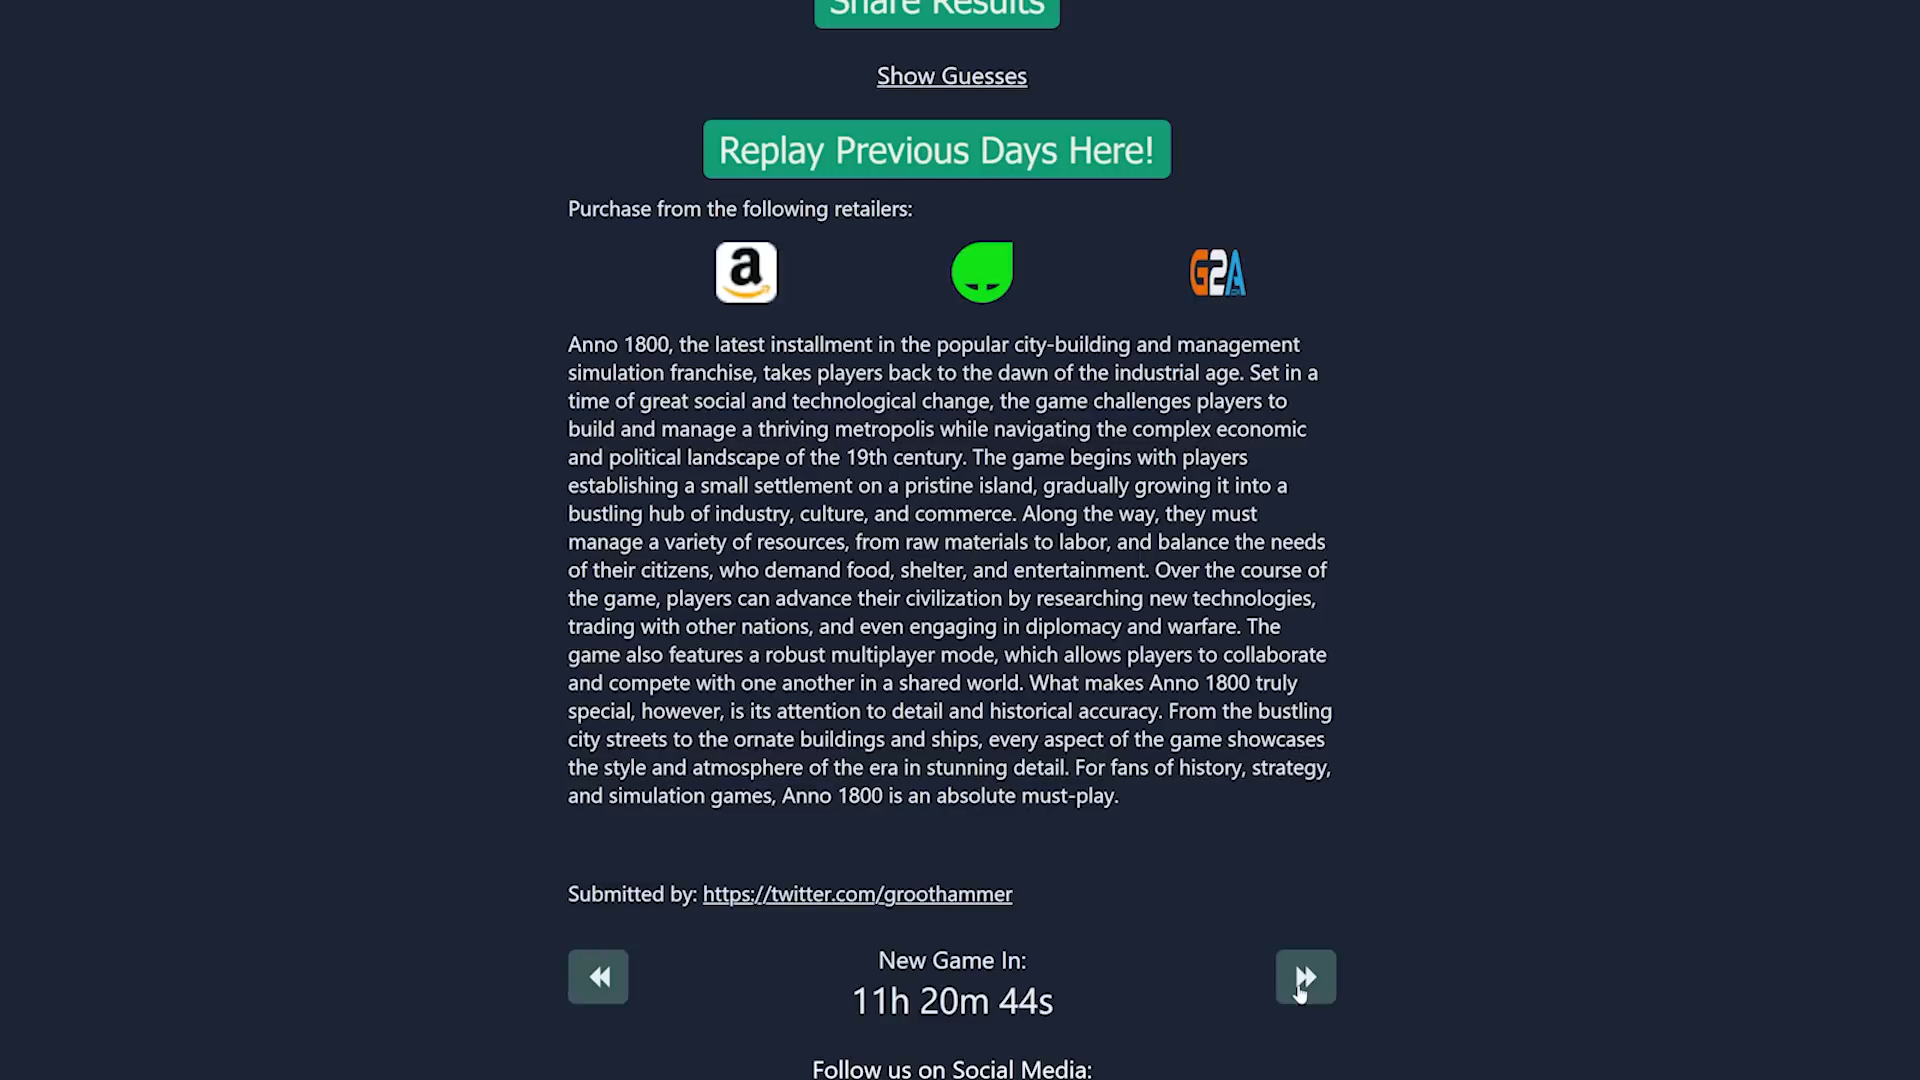 Share Results
Show Guesses
Replay Previous Days Here!
Purchase from the following retailers:
a
G2A
Anno 1800, the latest installment in the popular city-building and management
simulation franchise, takes players back to the dawn of the industrial age. Set in a
time of great social and technological change, the game challenges players to
build and manage a thriving metropolis while navigating the complex economic
and political landscape of the 19th century. The game begins with players
establishing a small settlement on a pristine island, gradually growing it into a
bustling hub of industry, culture, and commerce. Along the way, they must
manage a variety of resources, from raw materials to labor, and balance the needs
of their citizens, who demand food, shelter, and entertainment. Over the course of
the game, players can advance their civilization by researching new technologies,
trading with other nations, and even engaging in diplomacy and warfare. The
game also features a robust multiplayer mode, which allows players to collaborate
and compete with one another in a shared world. What makes Anno 1800 truly
special, however, is its attention to detail and historical accuracy. From the bustling
city streets to the ornate buildings and ships, every aspect of the game showcases
the style and atmosphere of the era in stunning detail. For fans of history, strategy,
and simulation games, Anno 1800 is an absolute must-play.
Submitted by: https://twitter.com/groothammer
New Game In:
11h 20m 44s
Follow us on Social Media: